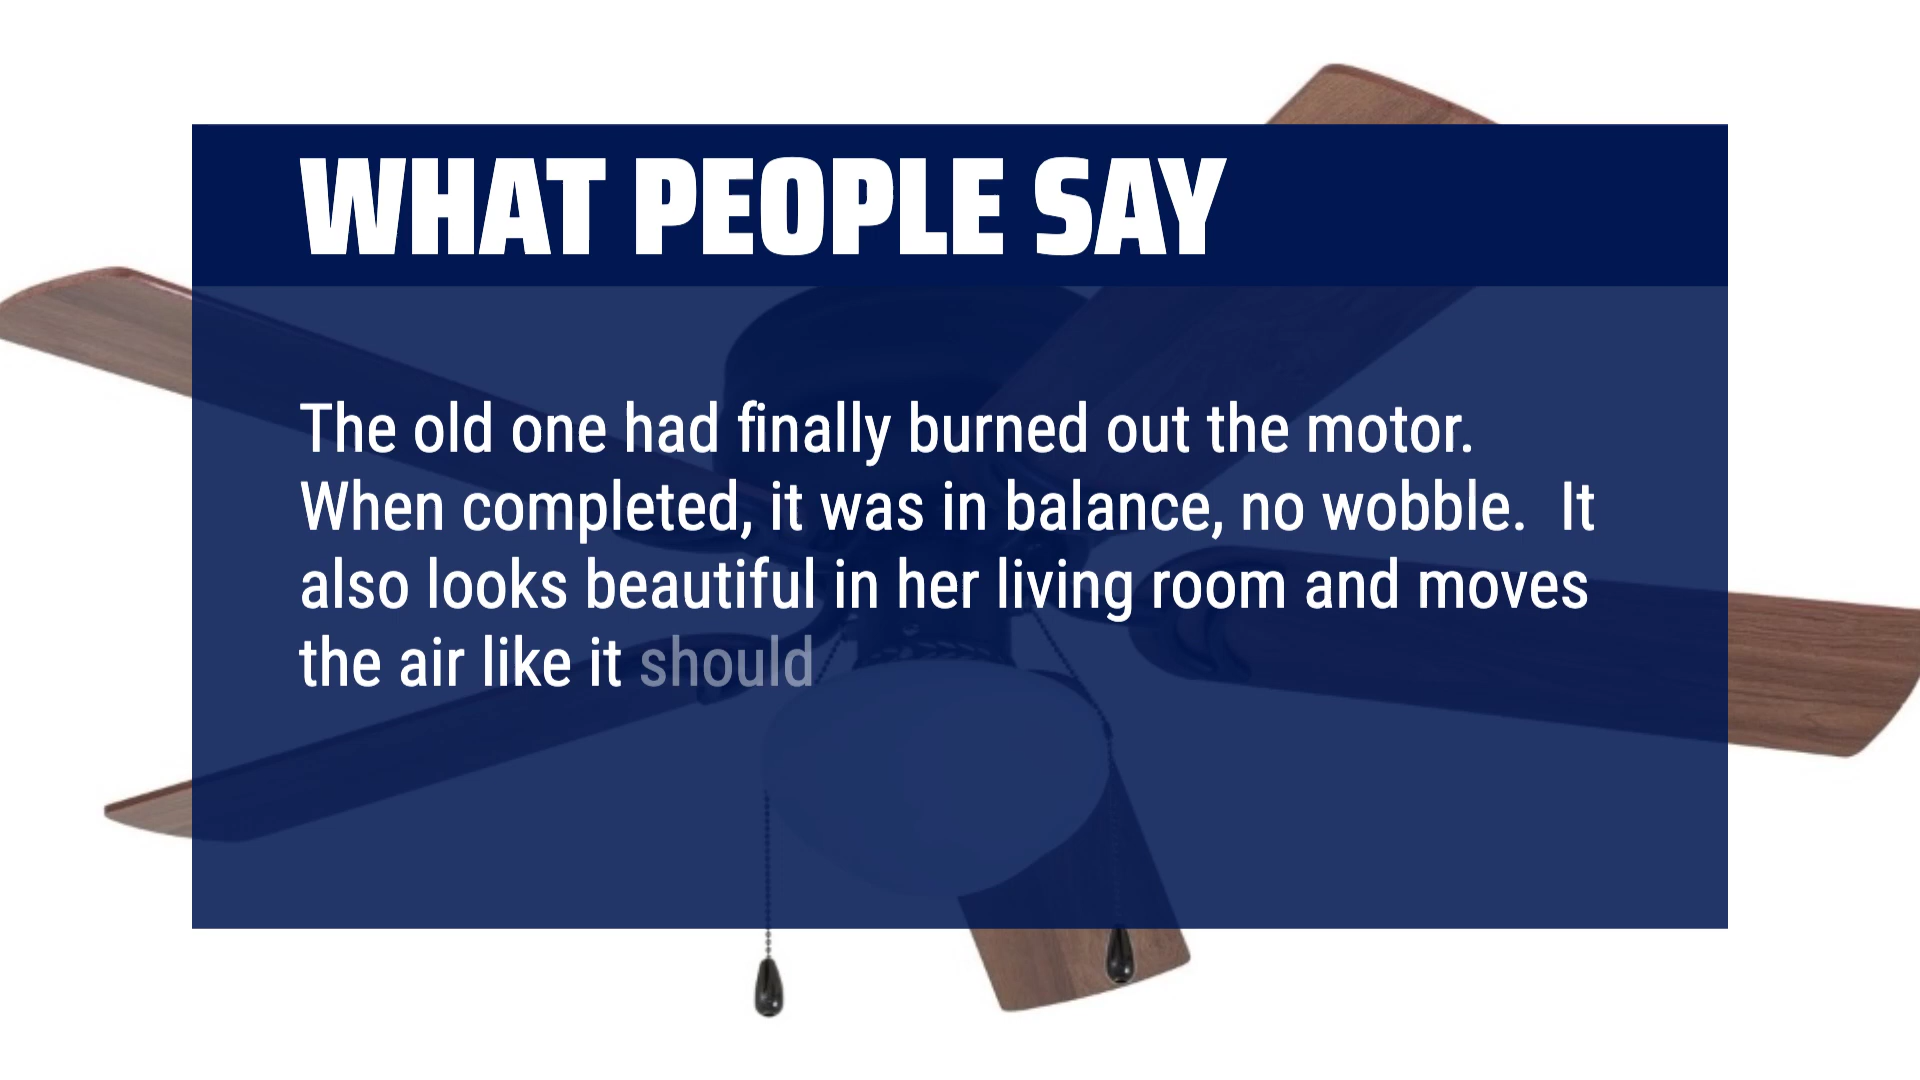 WHAT PEOPLE SAY
The old one had finally burned out the motor.
When completed, it was in balance, no wobble.  It
also looks beautiful in her living room and moves
the air like it should